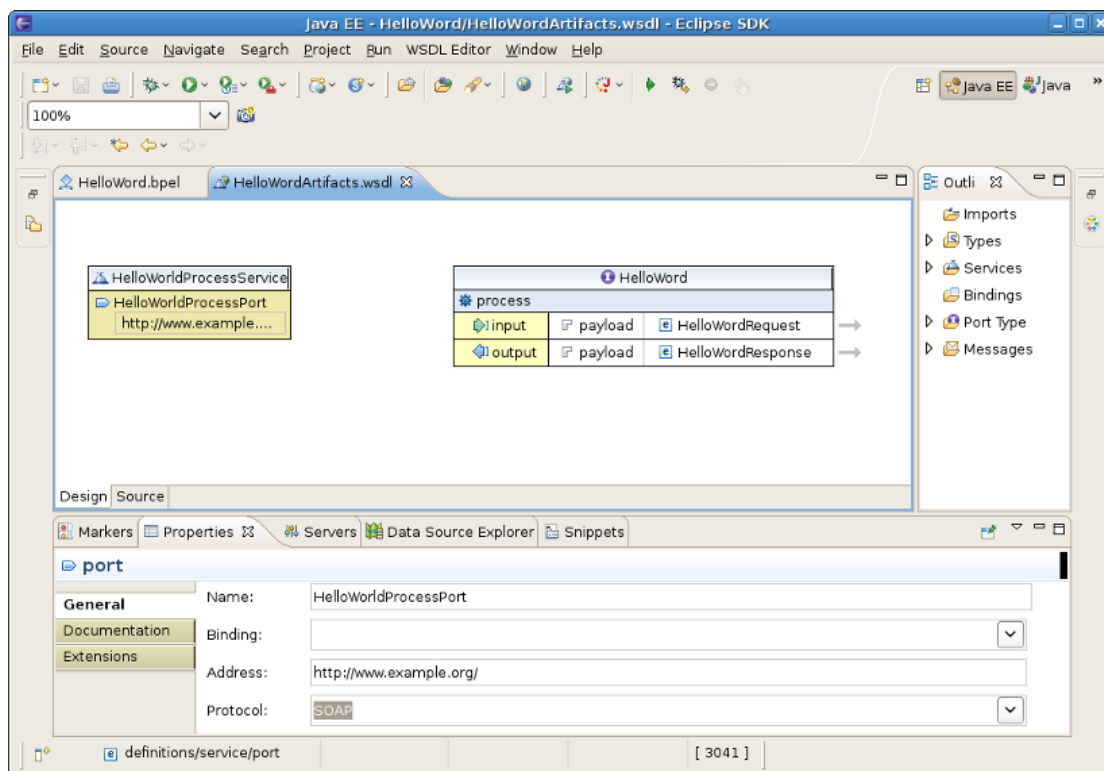 Java EE - HelloWord/HelloWordArtifacts.wsdl - Eclipse SDK
File Edit Source Navigate Search Project Run WSDL Editor Window Help
Java EE Java »
100%
HelloWord.bpel HelloWordArtifacts.wsdl
Outli
Imports
Types
Services
Bindings
Port Type
Messages
HelloWorldProcessService
HelloWorldProcessPort
http://www.example....
HelloWord
process
input payload HelloWordRequest
output payload HelloWordResponse
Design Source
Markers Properties Servers Data Source Explorer Snippets
port
General
Documentation
Extensions
Name: HelloWorldProcessPort
Binding:
Address: http://www.example.org/
Protocol: SOAP
definitions/service/port [ 3041 ]